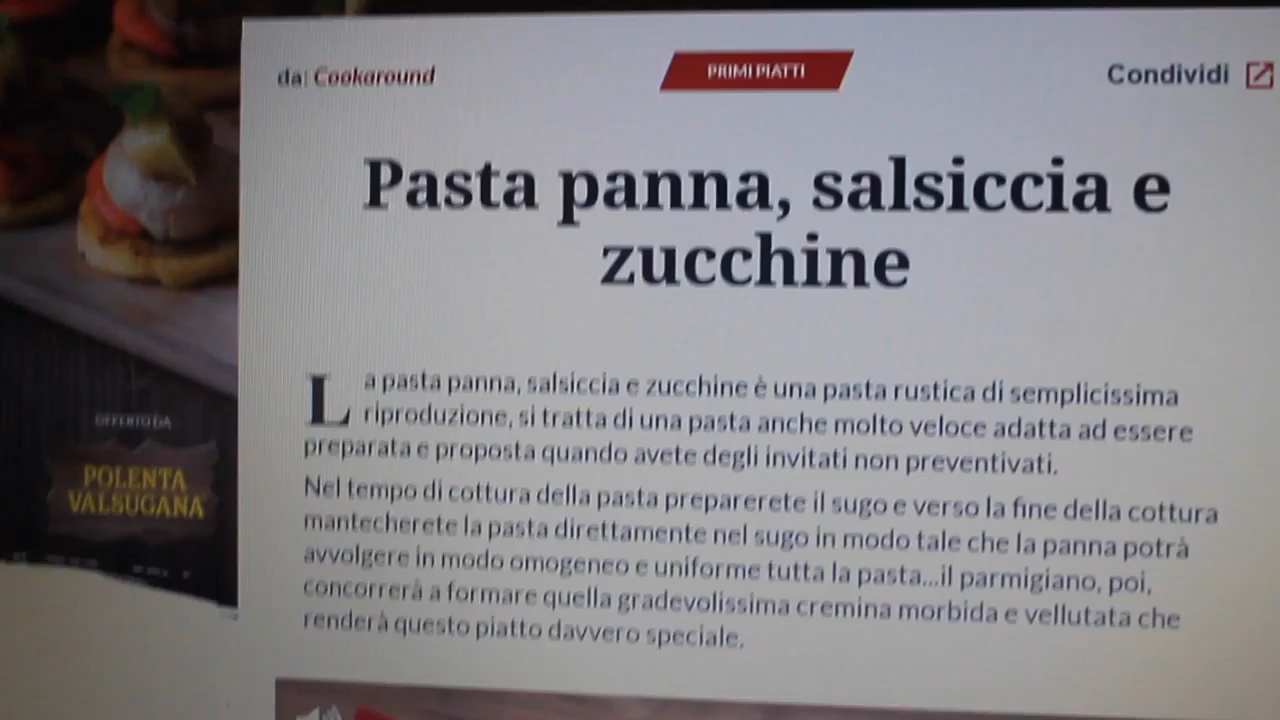 da: Cookaround
PRIMI PIATTI
Condividi
Pasta panna, salsiccia e
zucchine
La pasta panna, salsiccia e zucchine è una pasta rustica di semplicissima
riproduzione, si tratta di una pasta anche molto veloce adatta ad essere
preparata e proposta quando avete degli invitati non preventivati.
Nel tempo di cottura della pasta preparerete il sugo e verso la fine della cottura
mantecherete la pasta direttamente nel sugo in modo tale che la panna potrà
avvolgere in modo omogeneo e uniforme tutta la pasta...il parmigiano, poi,
concorrerà a formare quella gradevolissima cremina morbida e vellutata che
renderà questo piatto davvero speciale.
OFFERTO DA
POLENTA
VALSUGANA